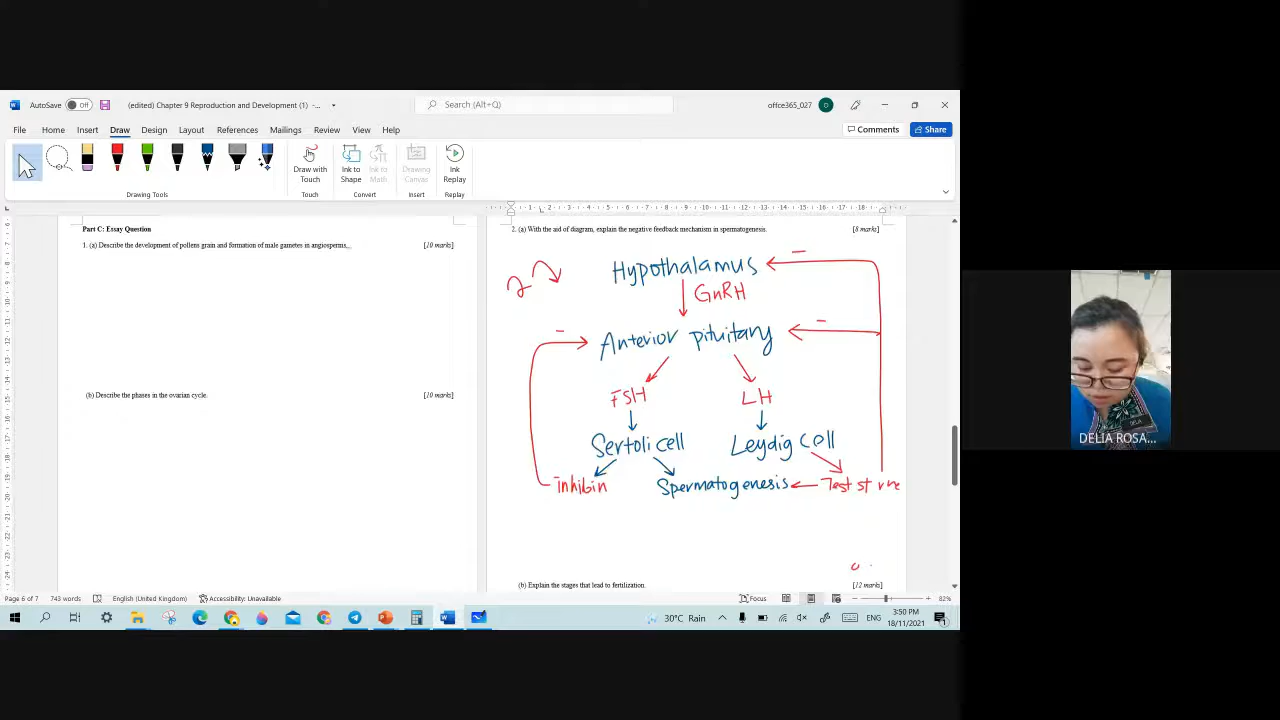 AutoSave Off (edited) Chapter 9 Reproduction and Development (1) -... Search (Alt+Q) offce365_027 O
File Home Insert Draw Design Layout References Mailings Review View Help Comments Share
Draw with Touch Ink to Shape Ink to Math Drawing Canvas Ink Replay
Drawing Tools Touch Convert Insert Replay
Part C: Essay Question
1. (a) Describe the development of pollens grain and formation of male gametes in angiosperms. [10 marks]
(b) Describe the phases in the ovarian cycle. [10 marks]
2. (a) With the aid of diagram, explain the negative feedback mechanism in spermatogenesis. [8 marks]
Hypothalamus -
GnRH
- Anterior pituitary -
FSH LH
Sertoli cell Leydig cell
inhibin Spermatogenesis
(b) Explain the stages that lead to fertilization. [12 marks]
DELA
DELIA ROSA...
Page 6 of 7 743 words English (United Kingdom) Accessibility: Unavailable Focus 82%
30°C Rain ENG 3:50 PM
18/11/2021